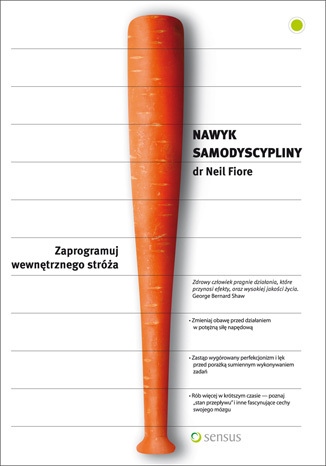 NAWYK
SAMODYSCYPLINY
dr Neil Fiore
Zaprogramuj
wewnętrznego stróża
Zdrowy człowiek pragnie działania, które
przynosi efekty, oraz wysokiej jakości życia.
George Bernard Shaw
• Zmieniaj obawę przed działaniem
w potężną siłę napędową
• Zastąp wygórowany perfekcjonizm i lęk
przed porażką sumiennym wykonywaniem
zadań
• Rób więcej w krótszym czasie — poznaj
„stan przepływu” i inne fascynujące cechy
swojego mózgu
sensus